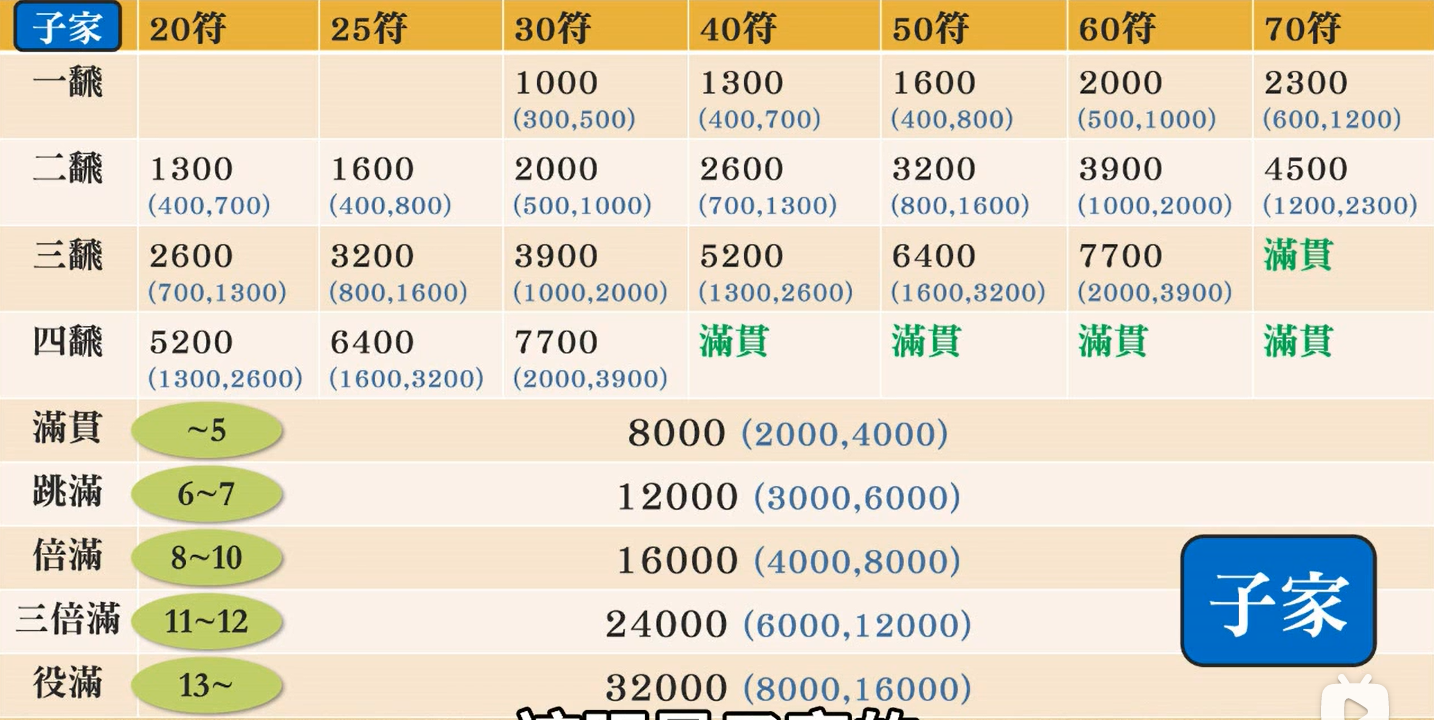 子家 20符 25符 30符 40符 50符 60符 70符
一飜 1000 1300 1600 2000 2300
(300,500) (400,700) (400,800) (500,1000) (600,1200)
二飜 1300 1600 2000 2600 3200 3900 4500
(400,700) (400,800) (500,1000) (700,1300) (800,1600) (1000,2000) (1200,2300)
三飜 2600 3200 3900 5200 6400 7700 滿貫
(700,1300) (800,1600) (1000,2000) (1300,2600) (1600,3200) (2000,3900)
四飜 5200 6400 7700 滿貫 滿貫 滿貫 滿貫
(1300,2600) (1600,3200) (2000,3900)
滿貫 ~5 8000 (2000,4000)
跳滿 6~7 12000 (3000,6000)
倍滿 8~10 16000 (4000,8000)
子家
三倍滿 11~12 24000 (6000,12000)
役滿 13~ 32000 (8000,16000)